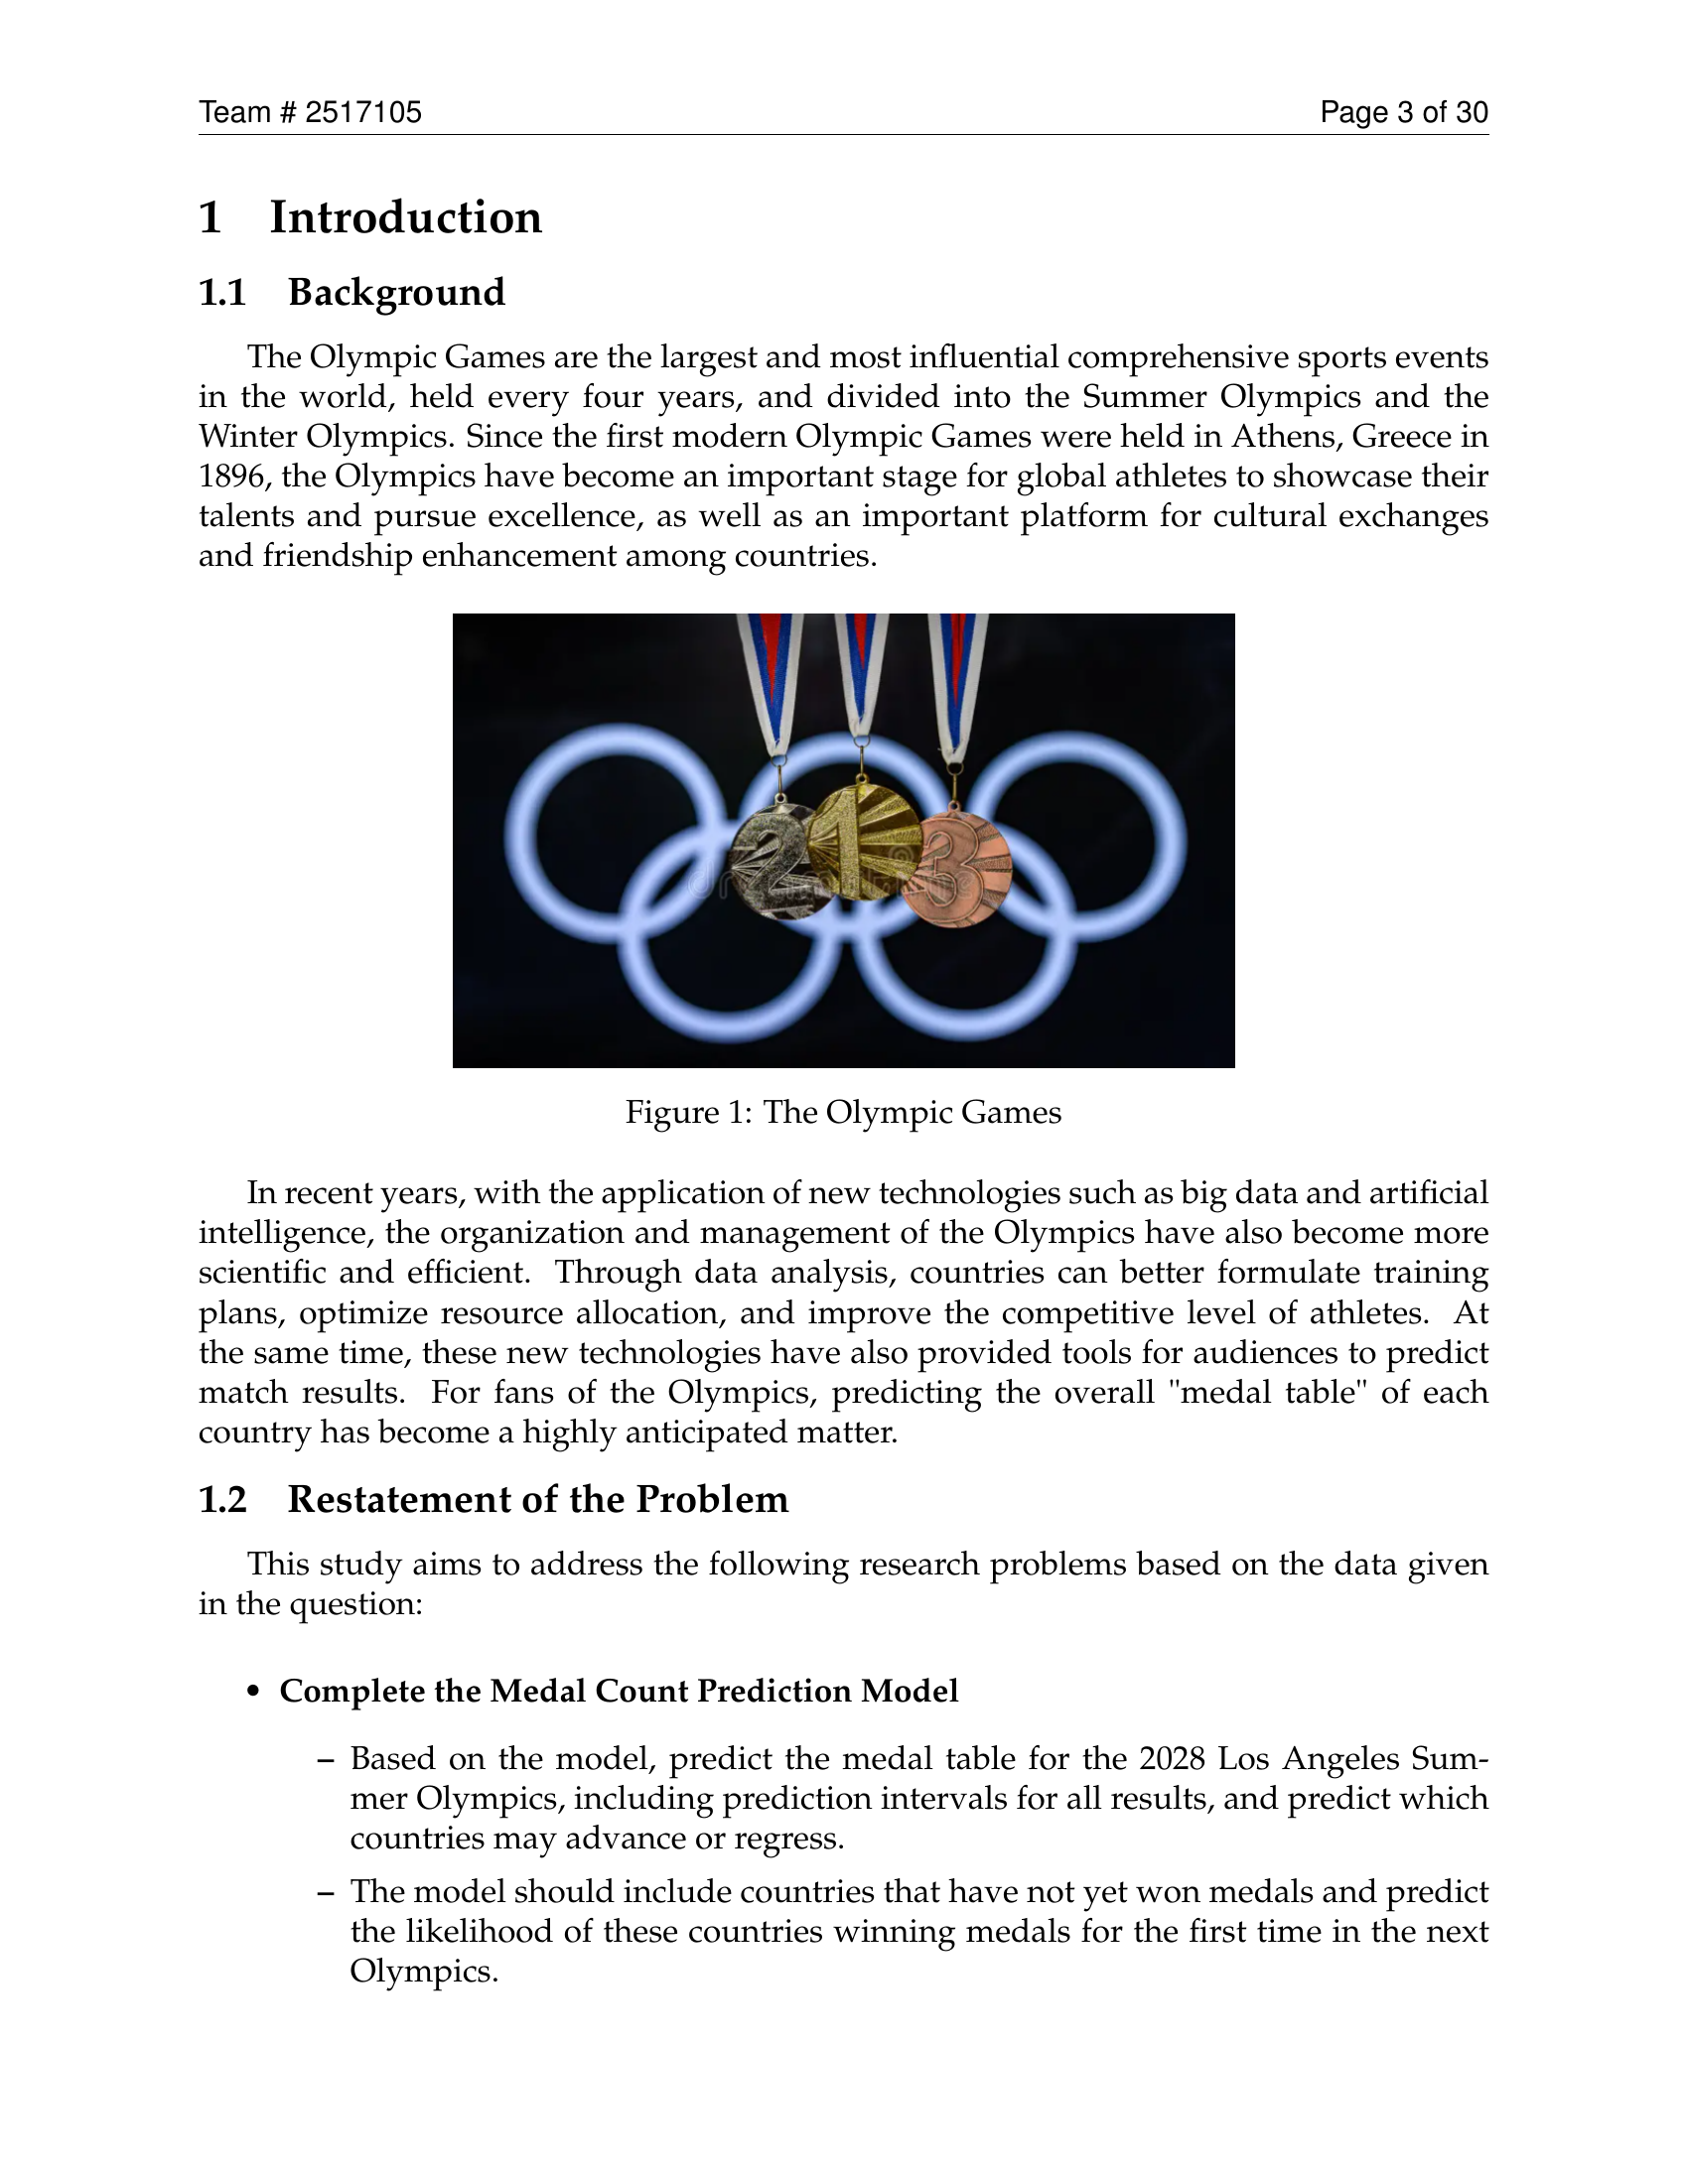 Team # 2517105 Page 3 of 30
1 Introduction
1.1 Background
The Olympic Games are the largest and most influential comprehensive sports events
in the world, held every four years, and divided into the Summer Olympics and the
Winter Olympics. Since the first modern Olympic Games were held in Athens, Greece in
1896, the Olympics have become an important stage for global athletes to showcase their
talents and pursue excellence, as well as an important platform for cultural exchanges
and friendship enhancement among countries.
2 1 3
Figure 1: The Olympic Games
In recent years, with the application of new technologies such as big data and artificial
intelligence, the organization and management of the Olympics have also become more
scientific and efficient. Through data analysis, countries can better formulate training
plans, optimize resource allocation, and improve the competitive level of athletes. At
the same time, these new technologies have also provided tools for audiences to predict
match results. For fans of the Olympics, predicting the overall "medal table" of each
country has become a highly anticipated matter.
1.2 Restatement of the Problem
This study aims to address the following research problems based on the data given
in the question:
• Complete the Medal Count Prediction Model
– Based on the model, predict the medal table for the 2028 Los Angeles Sum-
mer Olympics, including prediction intervals for all results, and predict which
countries may advance or regress.
– The model should include countries that have not yet won medals and predict
the likelihood of these countries winning medals for the first time in the next
Olympics.